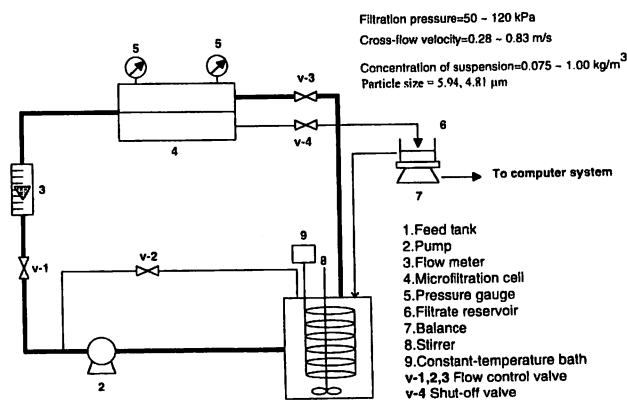 Filtration pressure=50 ~ 120 kPa
Cross-flow velocity=0.28 ~ 0.83 m/s
Concentration of suspension=0.075 ~ 1.00 kg/m³
Particle size = 5.94, 4.81 μm
5
5
v-3
v-4
4
6
7
To computer system
3
v-1
v-2
9
8
2
1
1.Feed tank
2.Pump
3.Flow meter
4.Microfiltration cell
5.Pressure gauge
6.Filtrate reservoir
7.Balance
8.Stirrer
9.Constant-temperature bath
v-1,2,3 Flow control valve
v-4 Shut-off valve